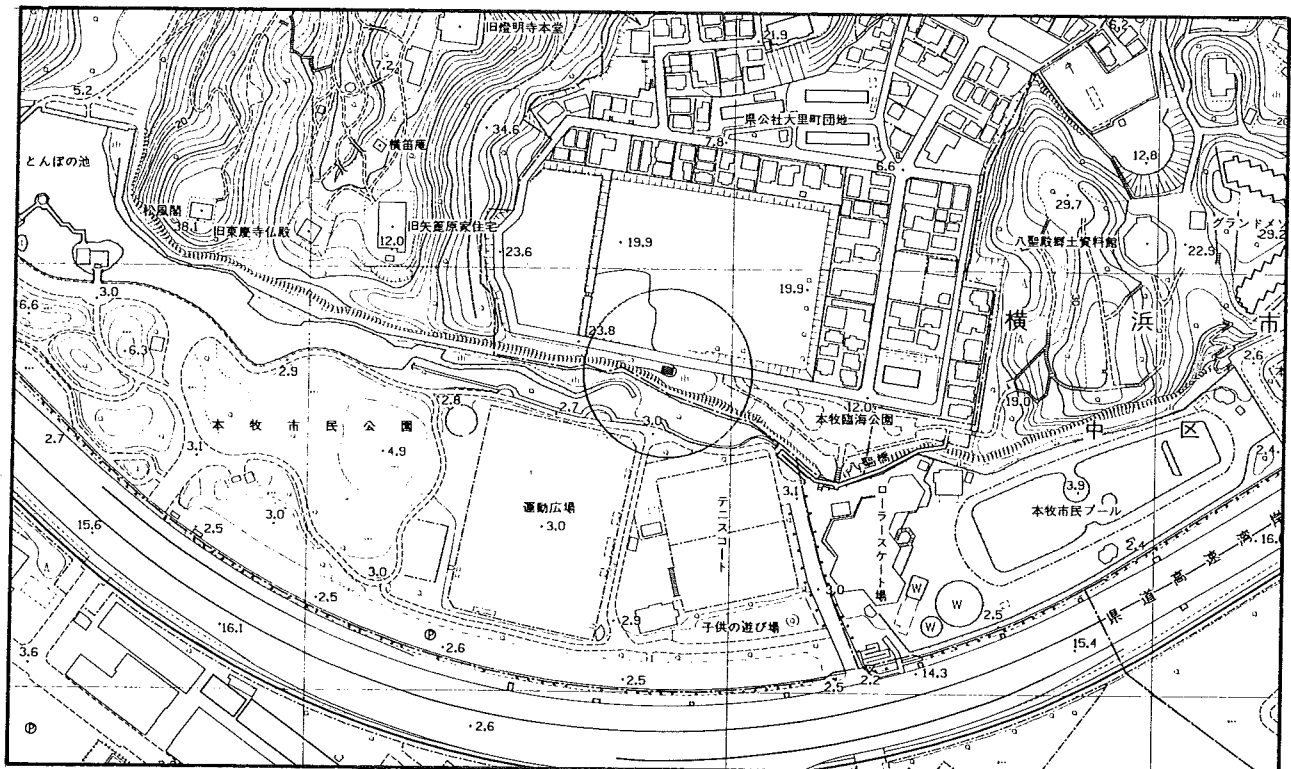 旧燈明寺本堂
21.9
6.2
7.2
5.2
20
34.6
横笛庵
県公社大里町団地
7.8
6.6
12.8
とんぼの池
松風閣
38.1
旧東慶寺仏殿
12.0
旧矢箆原家住宅
23.6
19.9
19.9
29.7
八聖殿郷土資料館
22.9
グランドメゾ
29.2
30
3.0
6.6
6.3
23.8
横浜市
2.9
2.8
2.7
3.0
12.0
本牧臨海公園
19.0
2.6
中区
本牧市民公園
八聖橋
2.7
3.1
4.9
運動広場
3.0
テニスコート
3.1
ローラースケート場
3.9
本牧市民プール
2.4
2.4
15.6
2.5
3.0
3.0
2.5
3.0
W
W
W
2.5
16.1
県道高速湾岸
3.6
16.1
P
2.6
2.9
子供の遊び場
15.4
2.5
2.5
2.2
14.3
P
2.6